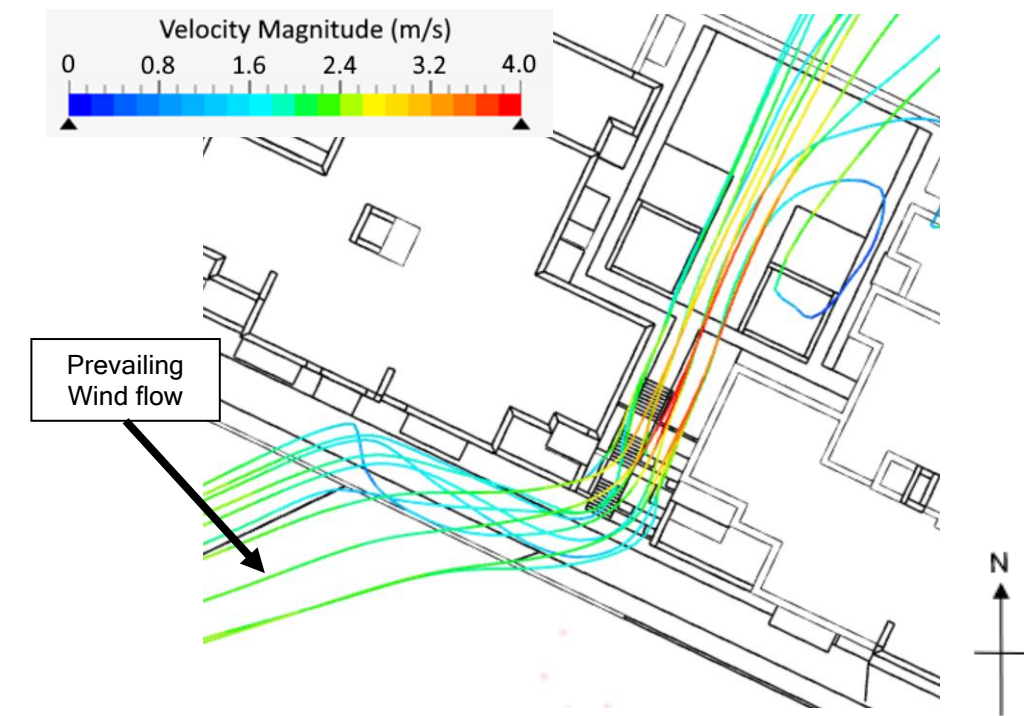 Velocity Magnitude (m/s)
0 0.8 1.6 2.4 3.2 4.0
Prevailing
Wind flow
N